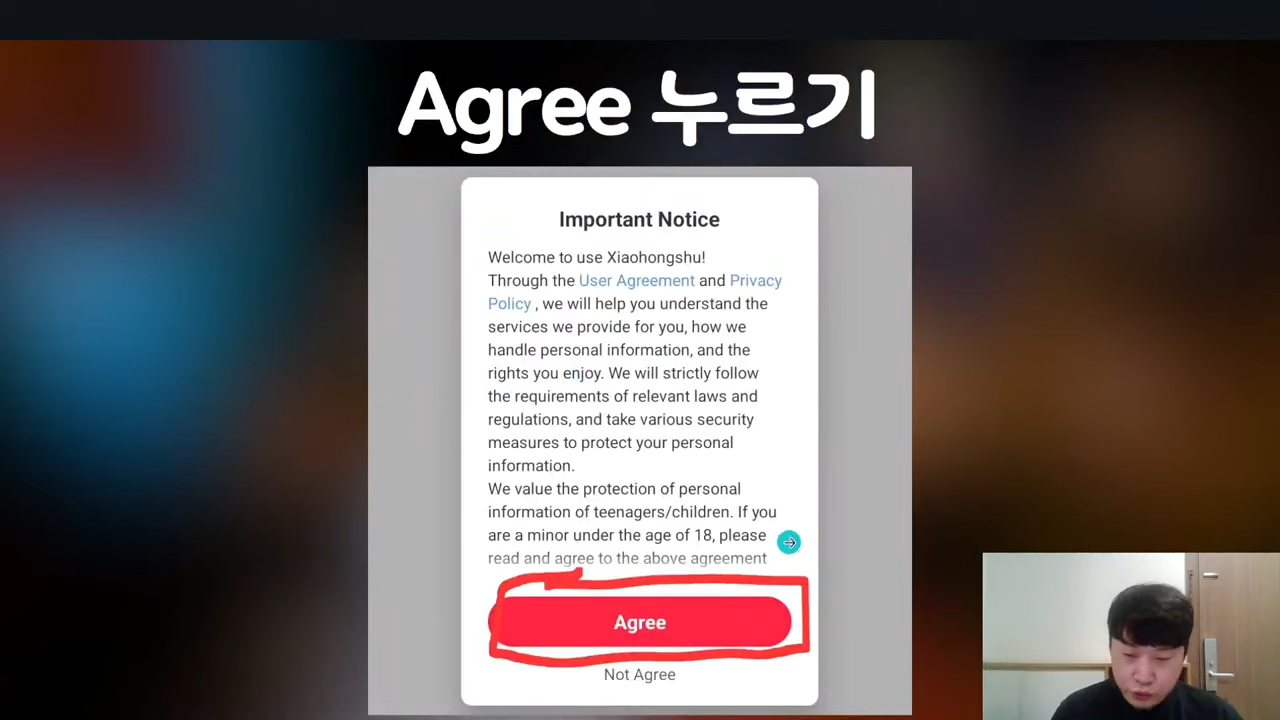 Agree 누르기
Important Notice
Welcome to use Xiaohongshu!
Through the User Agreement and Privacy
Policy , we will help you understand the
services we provide for you, how we
handle personal information, and the
rights you enjoy. We will strictly follow
the requirements of relevant laws and
regulations, and take various security
measures to protect your personal
information.
We value the protection of personal
information of teenagers/children. If you
are a minor under the age of 18, please
read and agree to the above agreement
Agree
Not Agree